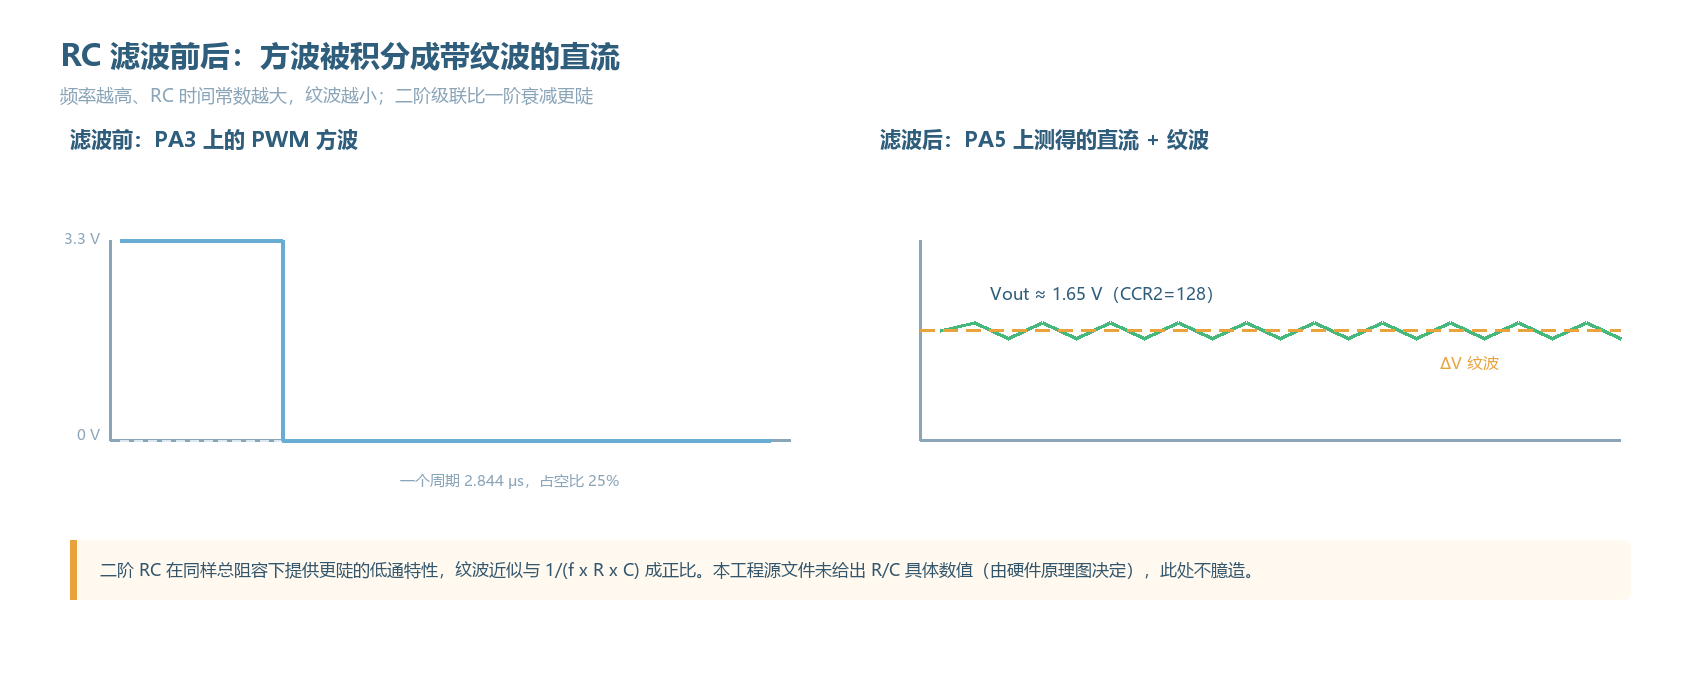 RC 滤波前后：方波被积分成带纹波的直流
频率越高、RC 时间常数越大，纹波越小；二阶级联比一阶衰减更陡
滤波前：PA3 上的 PWM 方波
滤波后：PA5 上测得的直流 + 纹波
3.3 V
0 V
一个周期 2.844 µs，占空比 25%
Vout ≈ 1.65 V（CCR2=128）
ΔV 纹波
二阶 RC 在同样总阻容下提供更陡的低通特性，纹波近似与 1/(f x R x C) 成正比。本工程源文件未给出 R/C 具体数值（由硬件原理图决定），此处不臆造。